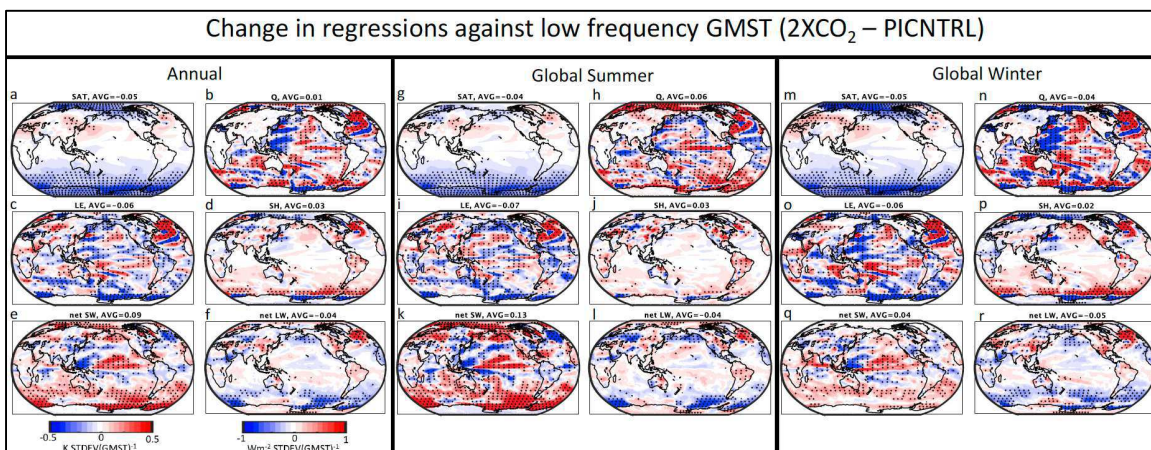 Change in regressions against low frequency GMST (2XCO₂ – PICNTRL)
Annual
Global Summer
Global Winter
a
SAT, AVG=−0.05
b
Q, AVG=0.01
g
SAT, AVG=−0.04
h
Q, AVG=0.06
m
SAT, AVG=−0.05
n
Q, AVG=−0.04
c
LE, AVG=−0.06
d
SH, AVG=0.03
i
LE, AVG=−0.07
j
SH, AVG=0.03
o
LE, AVG=−0.06
p
SH, AVG=0.02
e
net SW, AVG=0.09
f
net LW, AVG=−0.04
k
net SW, AVG=0.13
l
net LW, AVG=−0.04
q
net SW, AVG=0.04
r
net LW, AVG=−0.05
-0.5 0 0.5
K STDEV(GMST)⁻¹
-1 0 1
Wm⁻² STDEV(GMST)⁻¹